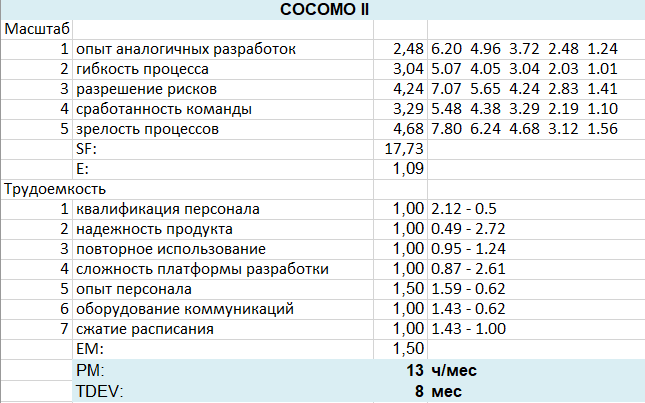 COCOMO II
Масштаб
1 опыт аналогичных разработок 2,48 6.20 4.96 3.72 2.48 1.24
2 гибкость процесса 3,04 5.07 4.05 3.04 2.03 1.01
3 разрешение рисков 4,24 7.07 5.65 4.24 2.83 1.41
4 сработанность команды 3,29 5.48 4.38 3.29 2.19 1.10
5 зрелость процессов 4,68 7.80 6.24 4.68 3.12 1.56
SF: 17,73
E: 1,09
Трудоемкость
1 квалификация персонала 1,00 2.12 - 0.5
2 надежность продукта 1,00 0.49 - 2.72
3 повторное использование 1,00 0.95 - 1.24
4 сложность платформы разработки 1,00 0.87 - 2.61
5 опыт персонала 1,50 1.59 - 0.62
6 оборудование коммуникаций 1,00 1.43 - 0.62
7 сжатие расписания 1,00 1.43 - 1.00
EM: 1,50
PM: 13 ч/мес
TDEV: 8 мес